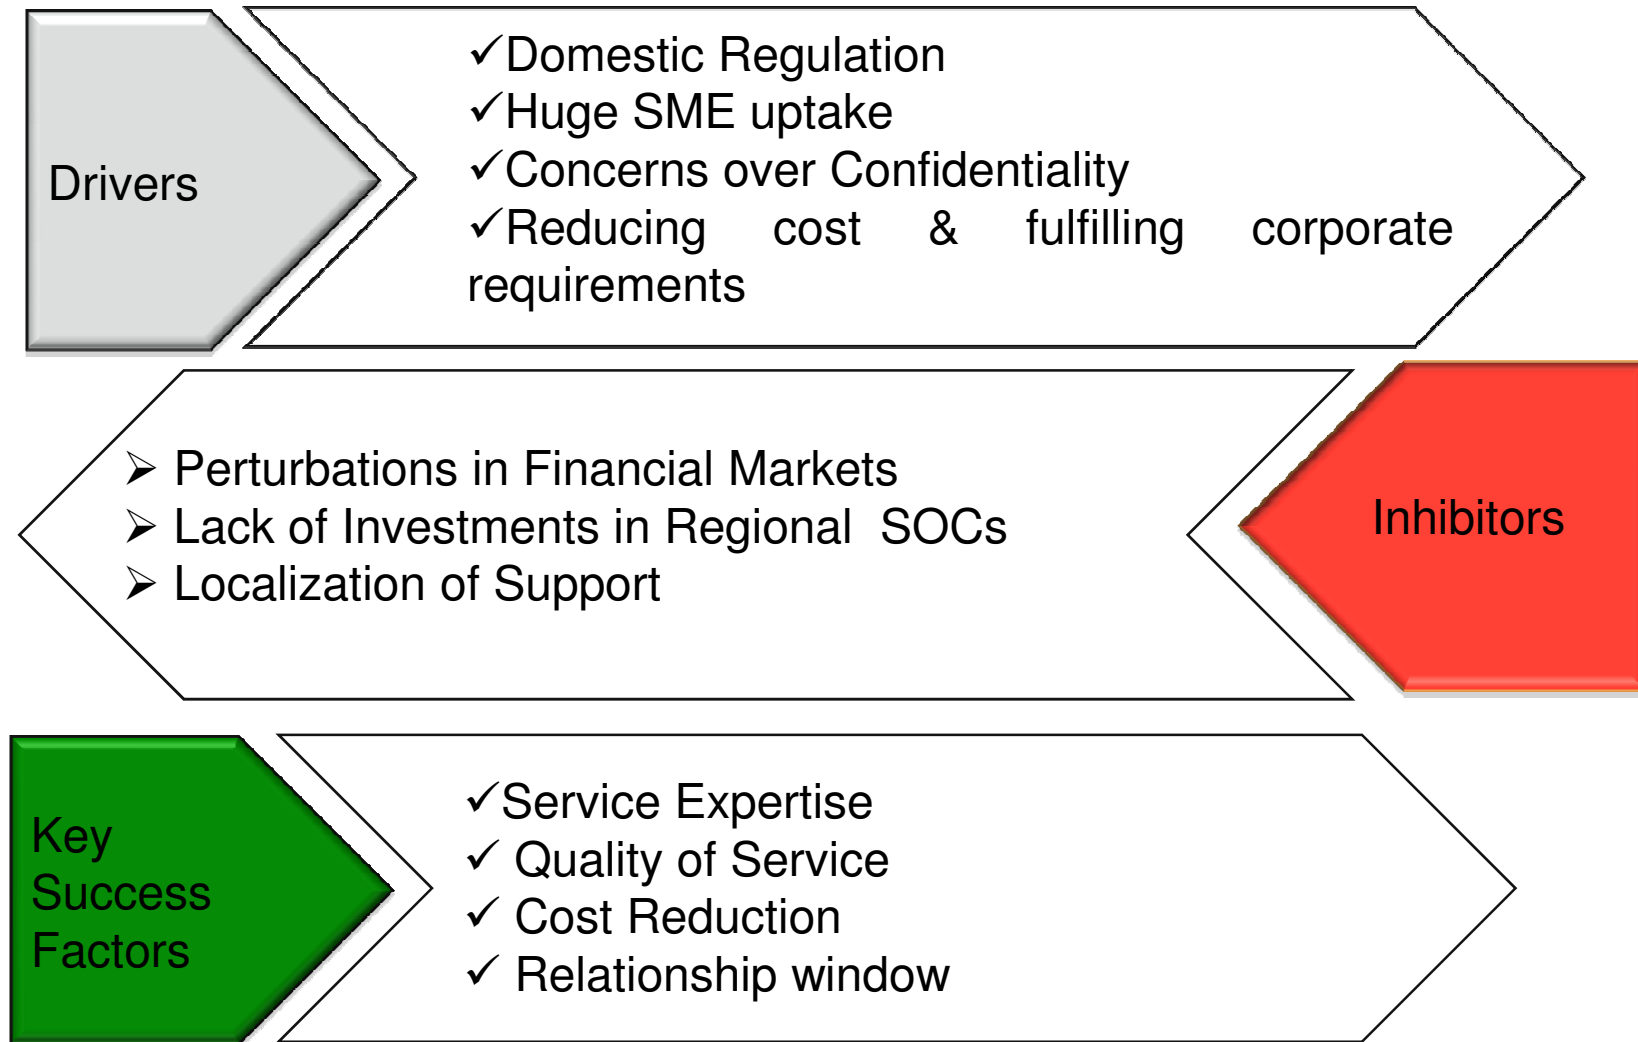 Drivers
✓Domestic Regulation
✓Huge SME uptake
✓Concerns over Confidentiality
✓Reducing cost & fulfilling corporate
requirements
➢ Perturbations in Financial Markets
➢ Lack of Investments in Regional  SOCs
➢ Localization of Support
Inhibitors
Key
Success
Factors
✓Service Expertise
✓ Quality of Service
✓ Cost Reduction
✓ Relationship window